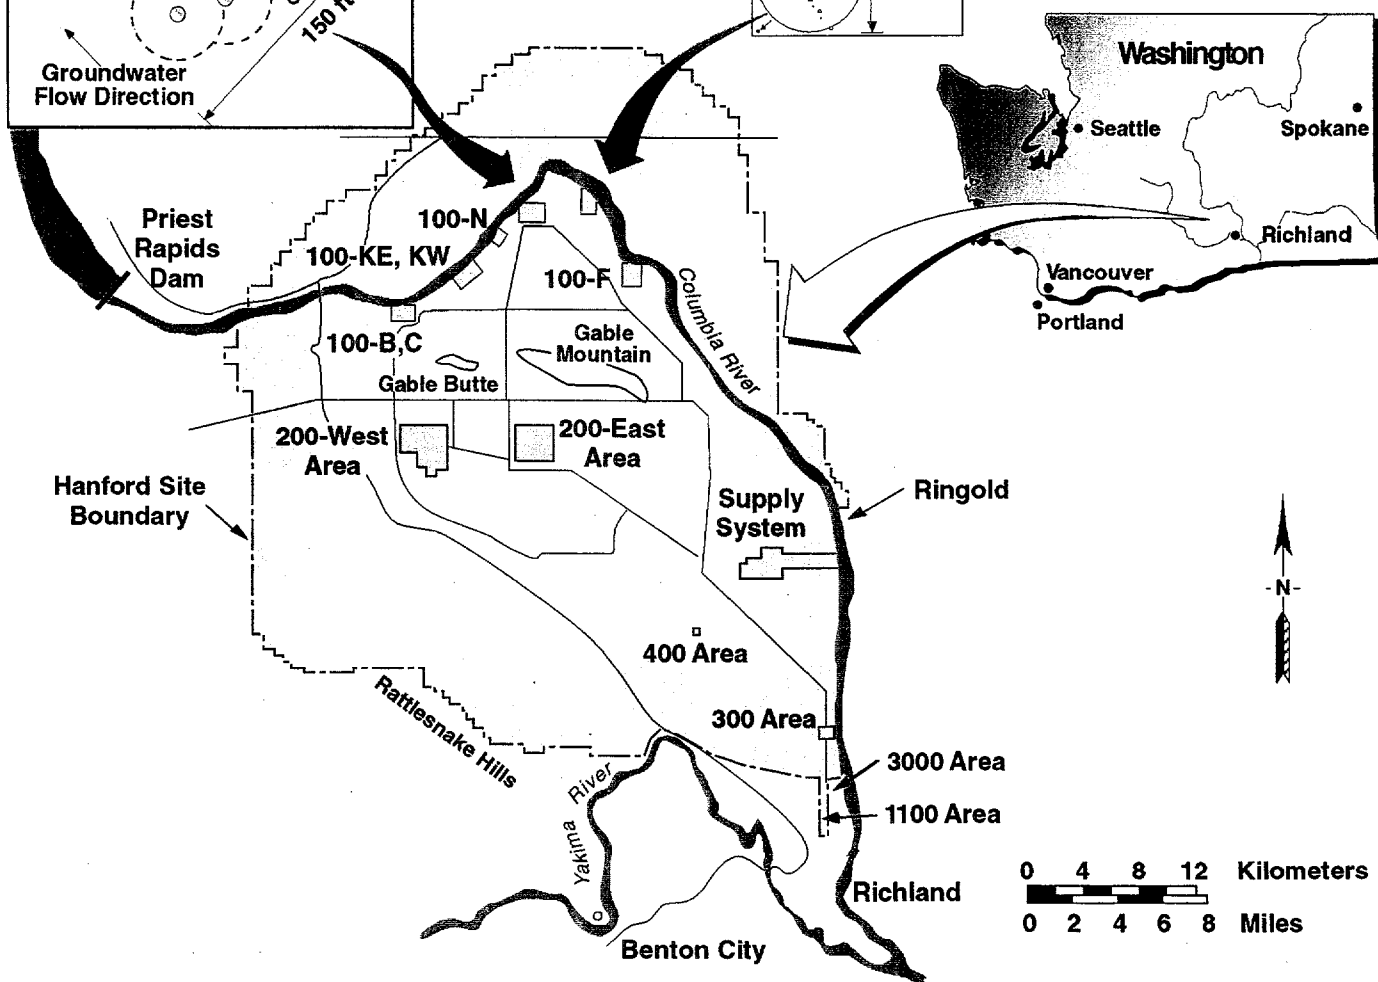 150 ft
Groundwater
Flow Direction
Washington
Seattle
Spokane
Richland
Vancouver
Portland
Priest
Rapids
Dam
100-N
100-KE, KW
100-F
100-B,C
Columbia River
Gable
Mountain
Gable Butte
200-West
Area
200-East
Area
Hanford Site
Boundary
Supply
System
Ringold
-N-
400 Area
Rattlesnake Hills
300 Area
3000 Area
1100 Area
Yakima River
Richland
Benton City
0 4 8 12 Kilometers
0 2 4 6 8 Miles